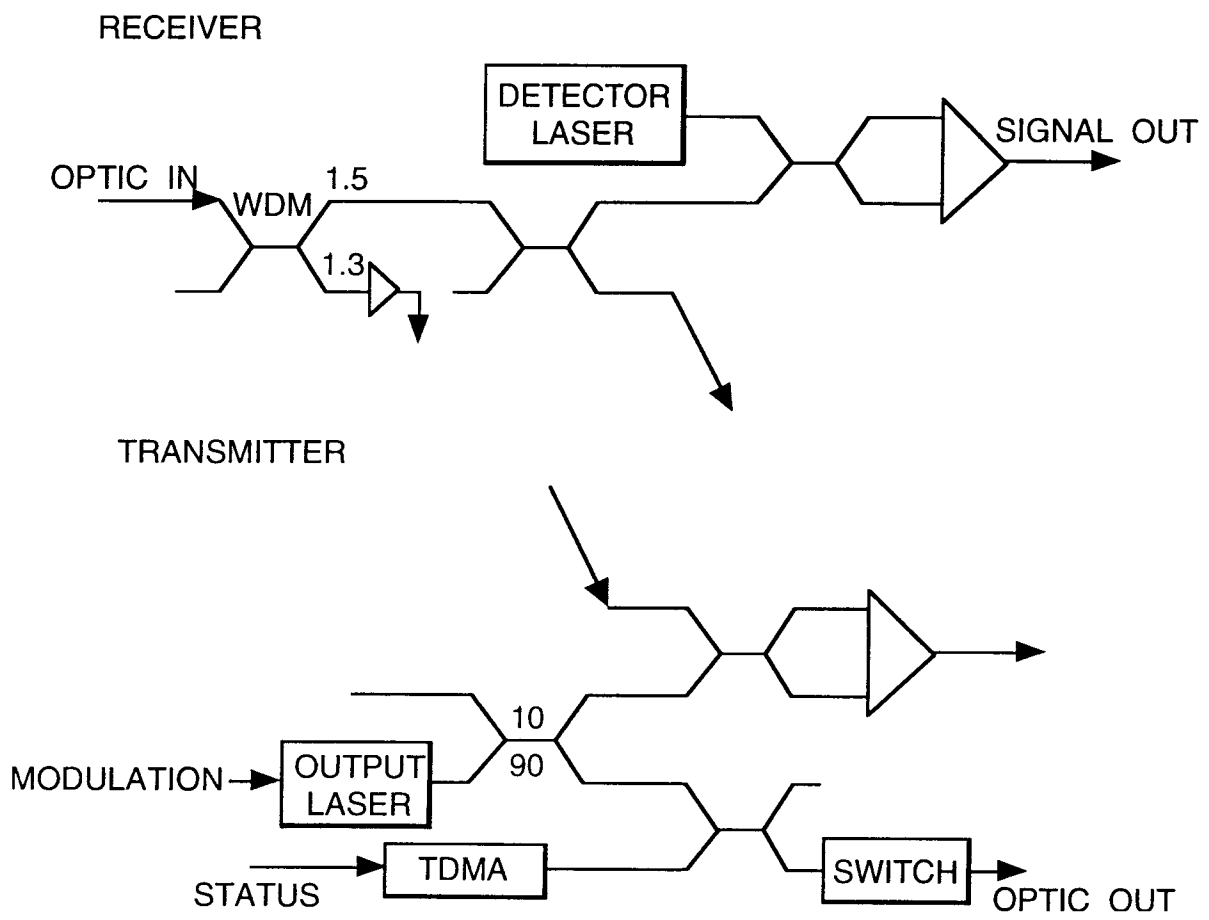 RECEIVER
DETECTOR
LASER
SIGNAL OUT
OPTIC IN
WDM
1.5
1.3
TRANSMITTER
10
90
MODULATION
OUTPUT
LASER
STATUS
TDMA
SWITCH
OPTIC OUT